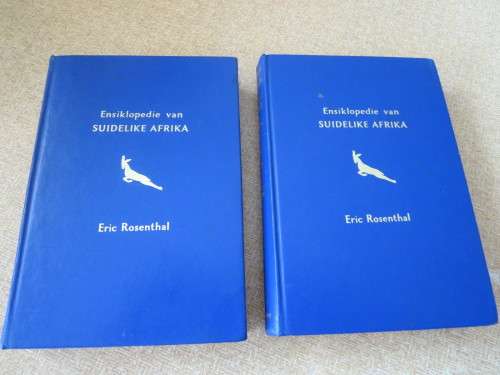 Ensiklopedie van
SUIDELIKE AFRIKA
Eric Rosenthal
Ensiklopedie van
SUIDELIKE AFRIKA
Eric Rosenthal